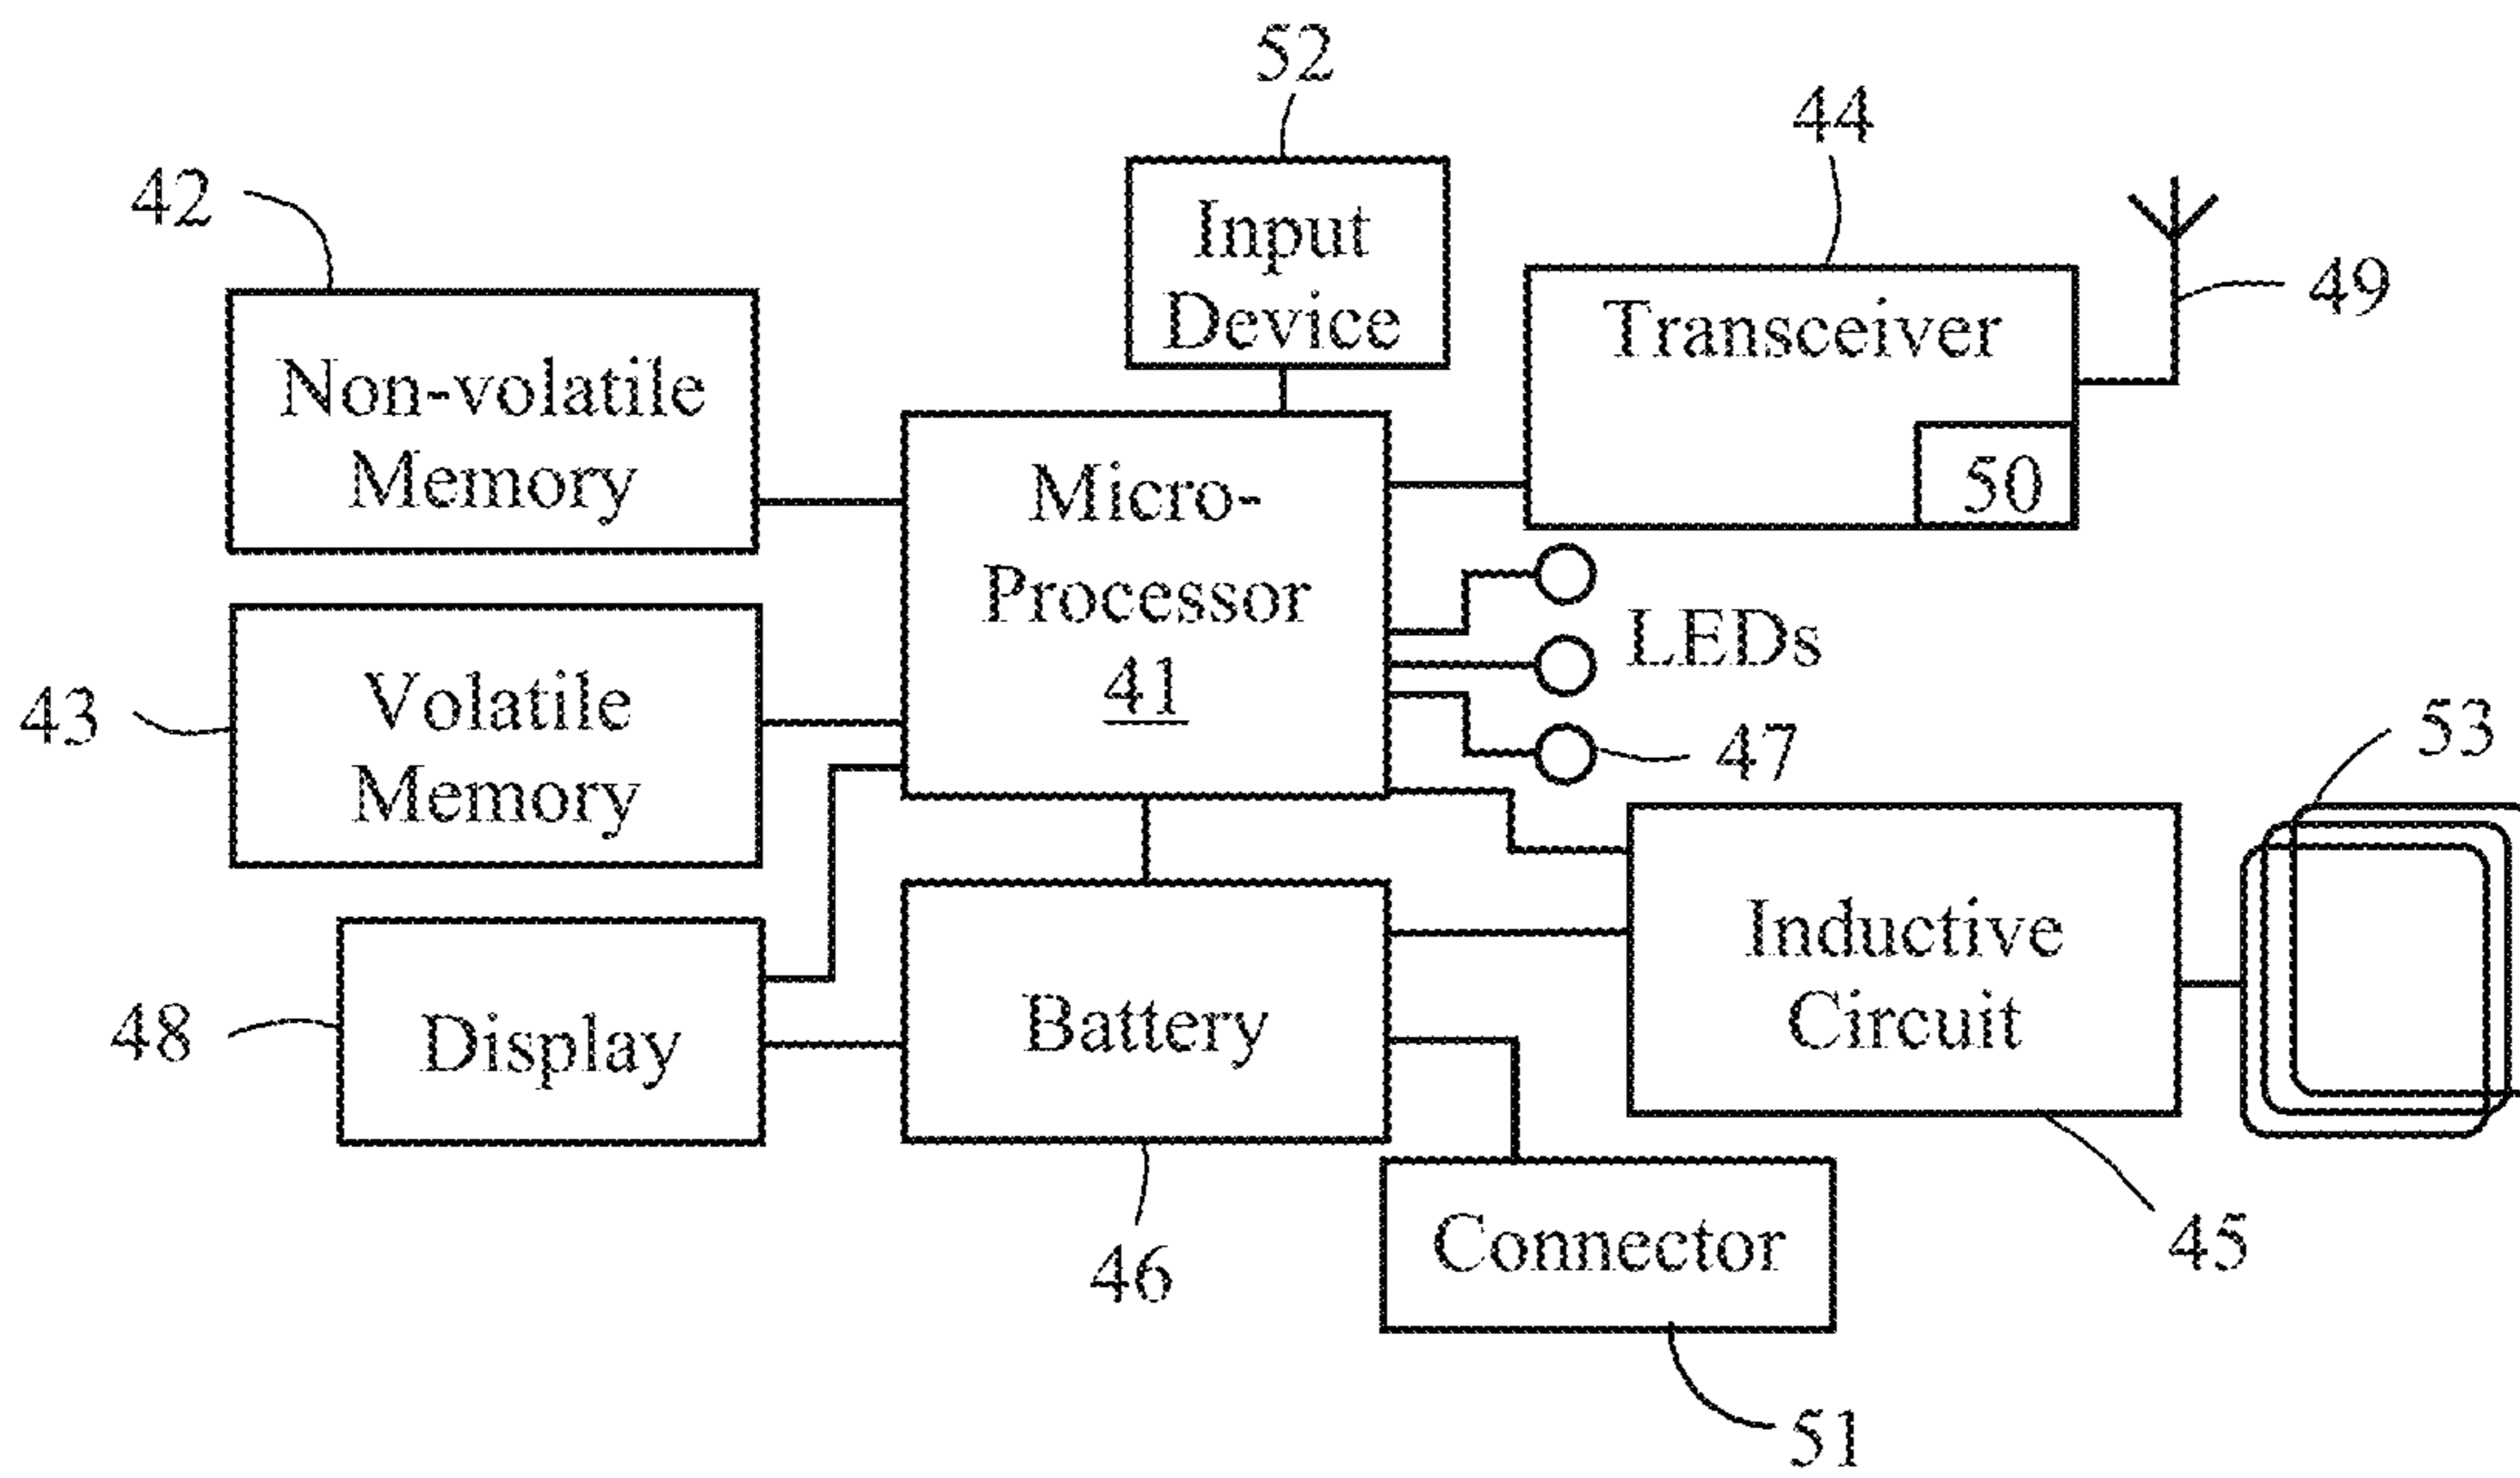 52
44
42
Input
Device
49
Transceiver
Non-volatile
Memory
50
Micro-
Processor
41
LEDs
43
Volatile
Memory
47
53
48
Display
Battery
Inductive
Circuit
46
Connector
45
51